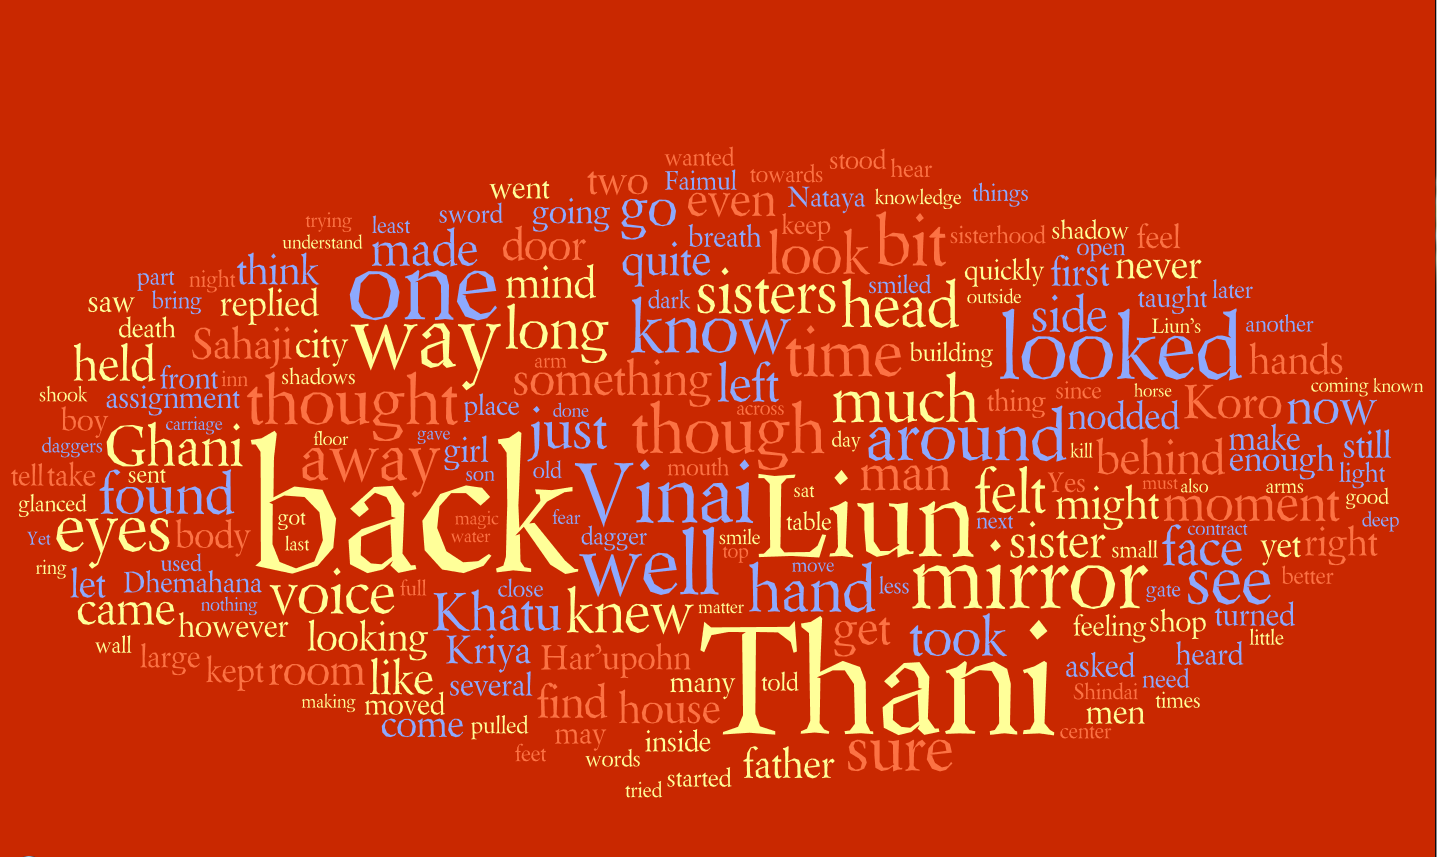 wanted
stood
hear
went
two
Faimul
towards
even
Nataya
knowledge
things
trying
least
sword
going
go
breath
keep
look
bit
sisterhood
shadow
open
feel
understand
made
door
quite
part
night
think
one
mind
dark
sisters
head
smiled
quickly
outside
first
never
saw
bring
replied
way
long
know
side
taught
later
Liun's
another
death
Sahaji
city
time
building
looked
hands
held
front
inn
shadows
arm
something
left
coming
known
shook
assignment
thought
place
done
just
across
though
much
thing
since
horse
nodded
Koro
now
boy
carriage
daggers
Ghani
floor
away
gave
girl
day
around
kill
behind
make
enough
still
tell
take
sent
son
old
mouth
man
felt
Yes
must
also
arms
light
glanced
found
back
Vinai
sat
Liun
might
moment
good
deep
Yet
eyes
body
got
last
magic
water
fear
dagger
smile
table
next
sister
small
contract
face
yet
right
ring
used
well
top
move
let
Dhemahana
voice
full
close
hand
less
mirror
gate
see
better
came
nothing
however
Khatu
knew
matter
get
took
feeling
shop
turned
little
wall
looking
Kriya
Har'upohn
Thani
asked
heard
need
large
kept
room
like
several
many
told
Shindai
times
making
moved
find
house
men
come
pulled
may
inside
center
feet
words
father
sure
tried
started